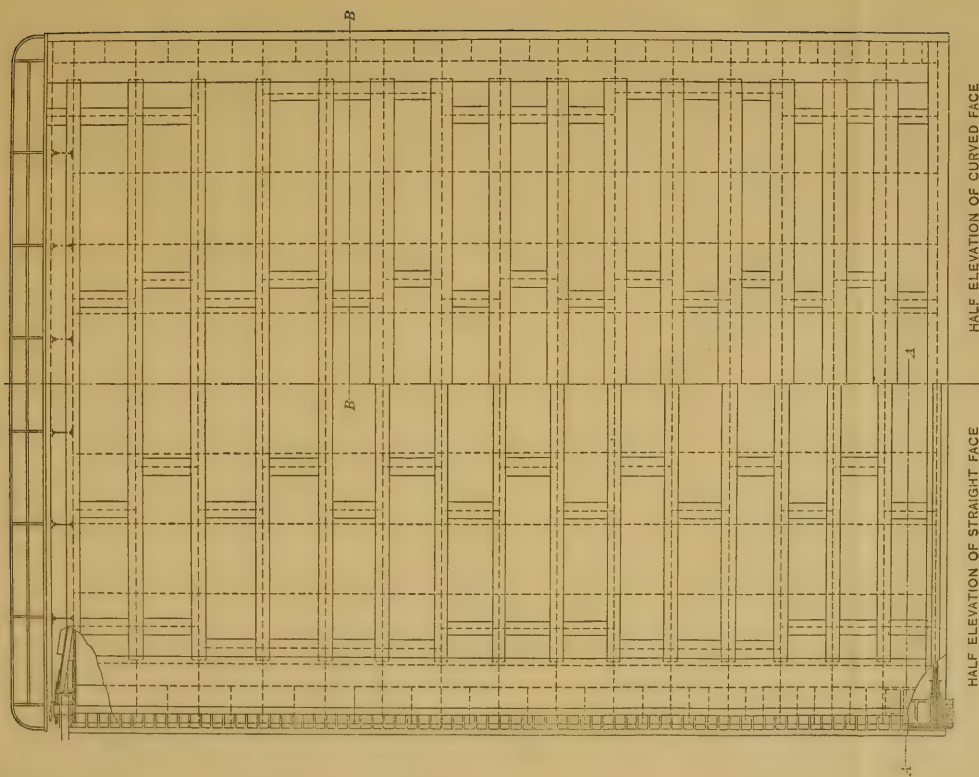 B
B
A
A
HALF ELEVATION OF STRAIGHT FACE
HALF ELEVATION OF CURVED FACE